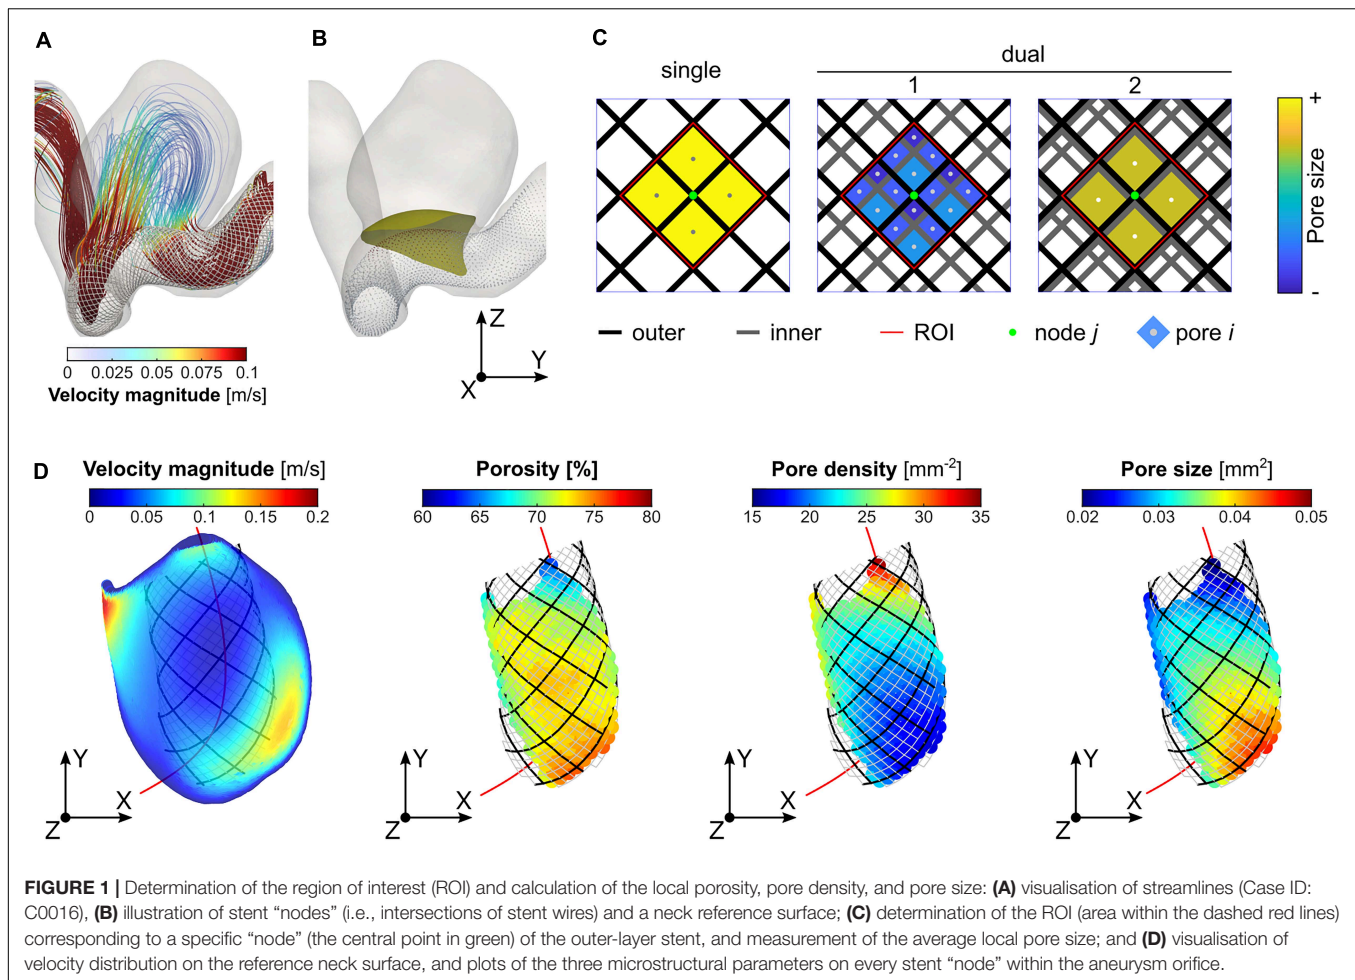 A
B
C
single
dual
1
2
+
Pore size
-
outer
inner
ROI
node j
pore i
Z
Y
X
0 0.025 0.05 0.075 0.1
Velocity magnitude [m/s]
D
Velocity magnitude [m/s]
0 0.05 0.1 0.15 0.2
Porosity [%]
60 65 70 75 80
Pore density [mm-2]
15 20 25 30 35
Pore size [mm2]
0.02 0.03 0.04 0.05
Y
X
Z
Y
X
Z
Y
X
Z
Y
X
Z
FIGURE 1 | Determination of the region of interest (ROI) and calculation of the local porosity, pore density, and pore size: (A) visualisation of streamlines (Case ID:
C0016), (B) illustration of stent “nodes” (i.e., intersections of stent wires) and a neck reference surface; (C) determination of the ROI (area within the dashed red lines)
corresponding to a specific “node” (the central point in green) of the outer-layer stent, and measurement of the average local pore size; and (D) visualisation of
velocity distribution on the reference neck surface, and plots of the three microstructural parameters on every stent “node” within the aneurysm orifice.